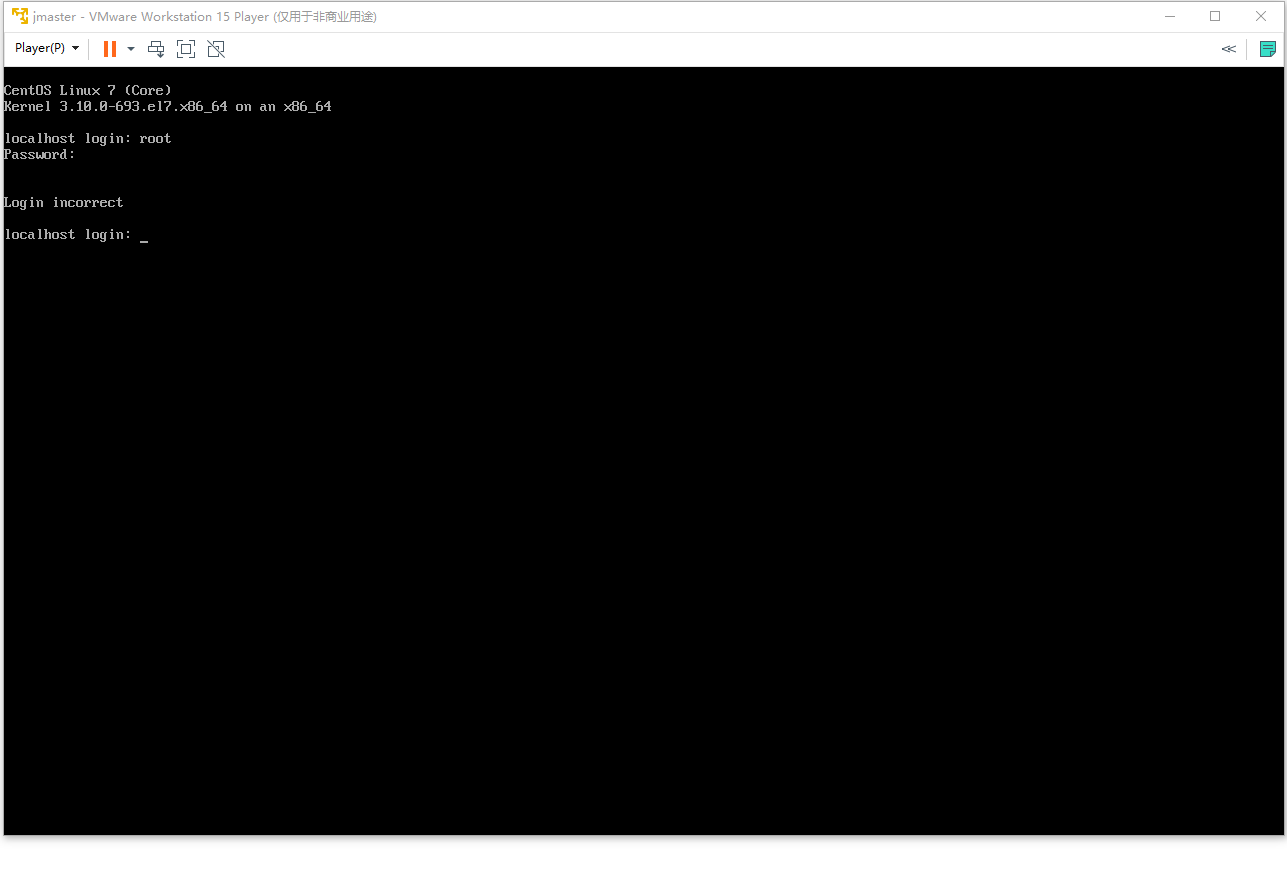 jmaster - VMware Workstation 15 Player (仅用于非商业用途)
Player(P)
CentOS Linux 7 (Core)
Kernel 3.10.0-693.el7.x86_64 on an x86_64
localhost login: root
Password:
Login incorrect
localhost login: _